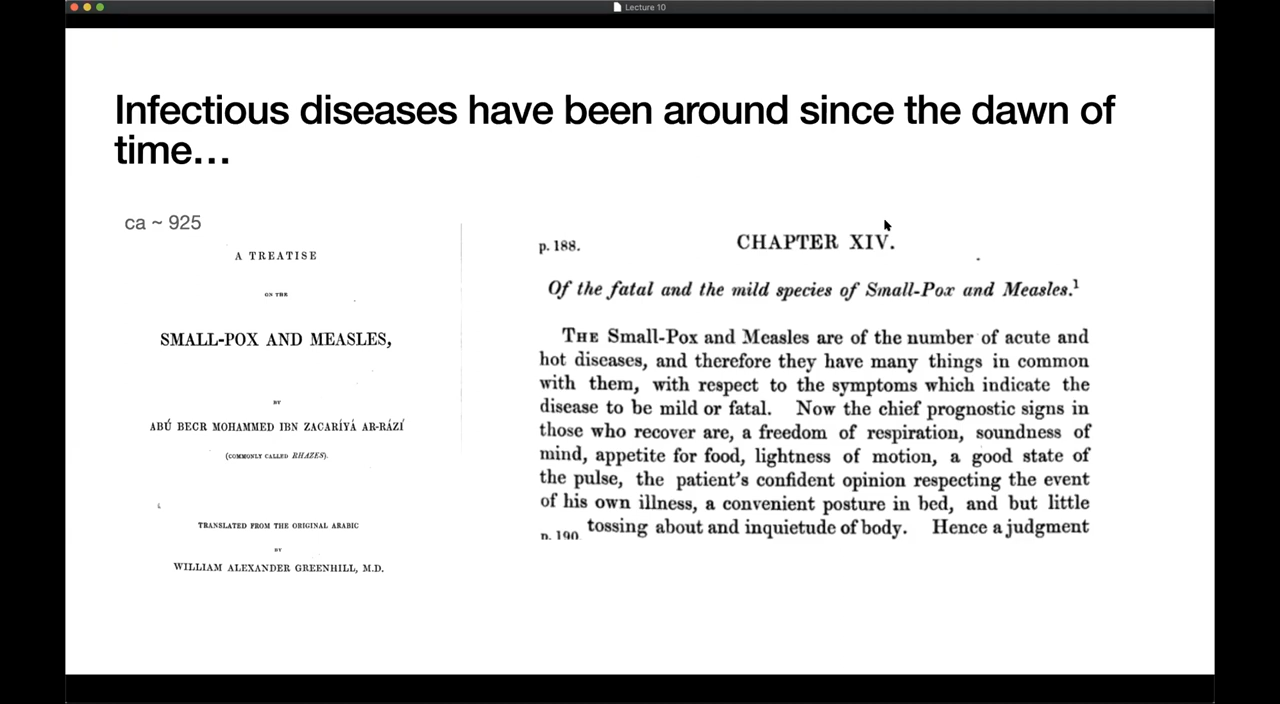 Lecture 10
Infectious diseases have been around since the dawn of
time…
ca ~ 925
A TREATISE
ON THE
SMALL-POX AND MEASLES,
BY
ABÚ BECR MOHAMMED IBN ZACARÍYÁ AR-RÁZÍ
(COMMONLY CALLED RHAZES).
TRANSLATED FROM THE ORIGINAL ARABIC
BY
WILLIAM ALEXANDER GREENHILL, M.D.
p. 188.
CHAPTER XIV.
Of the fatal and the mild species of Small-Pox and Measles.¹
THE Small-Pox and Measles are of the number of acute and
hot diseases, and therefore they have many things in common
with them, with respect to the symptoms which indicate the
disease to be mild or fatal. Now the chief prognostic signs in
those who recover are, a freedom of respiration, soundness of
mind, appetite for food, lightness of motion, a good state of
the pulse, the patient's confident opinion respecting the event
of his own illness, a convenient posture in bed, and but little
p. 190. tossing about and inquietude of body. Hence a judgment